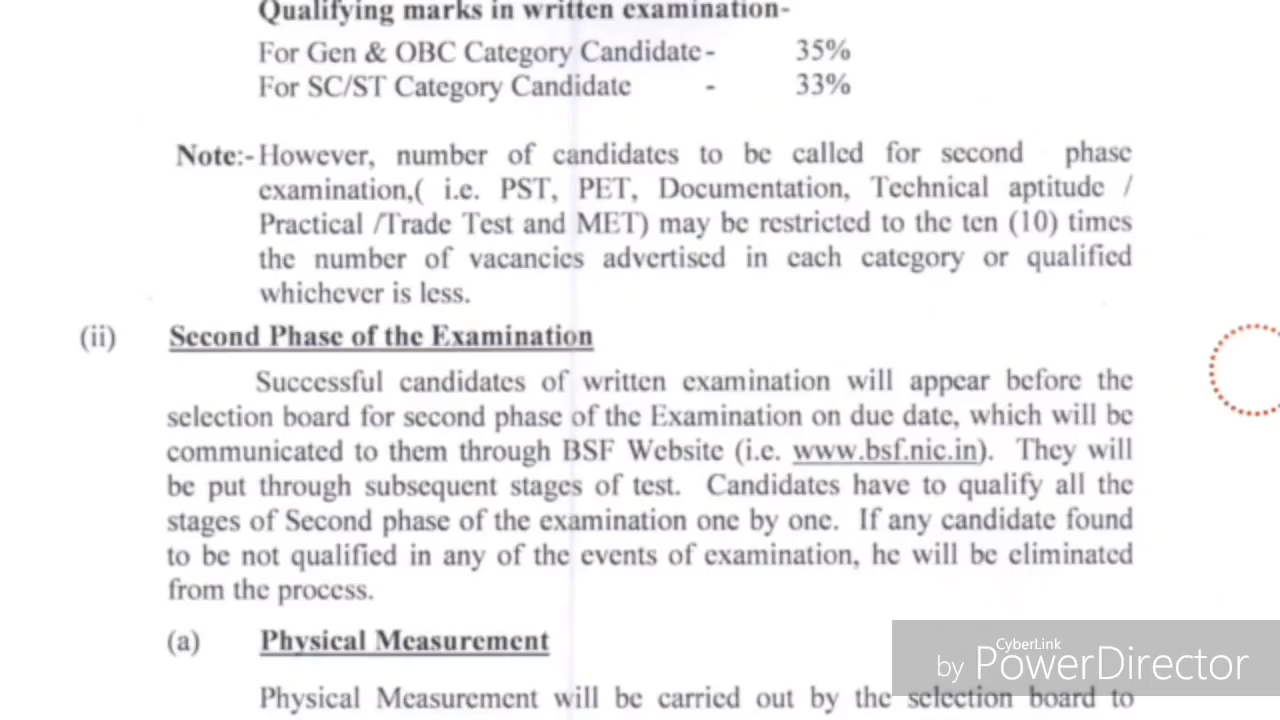 Qualifying marks in written examination-
For Gen & OBC Category Candidate- 35%
For SC/ST Category Candidate - 33%
Note:- However, number of candidates to be called for second phase
examination,( i.e. PST, PET, Documentation, Technical aptitude /
Practical /Trade Test and MET) may be restricted to the ten (10) times
the number of vacancies advertised in each category or qualified
whichever is less.
(ii) Second Phase of the Examination
Successful candidates of written examination will appear before the
selection board for second phase of the Examination on due date, which will be
communicated to them through BSF Website (i.e. www.bsf.nic.in). They will
be put through subsequent stages of test. Candidates have to qualify all the
stages of Second phase of the examination one by one. If any candidate found
to be not qualified in any of the events of examination, he will be eliminated
from the process.
(a) Physical Measurement
Physical Measurement will be carried out by the selection board to
CyberLink
by PowerDirector